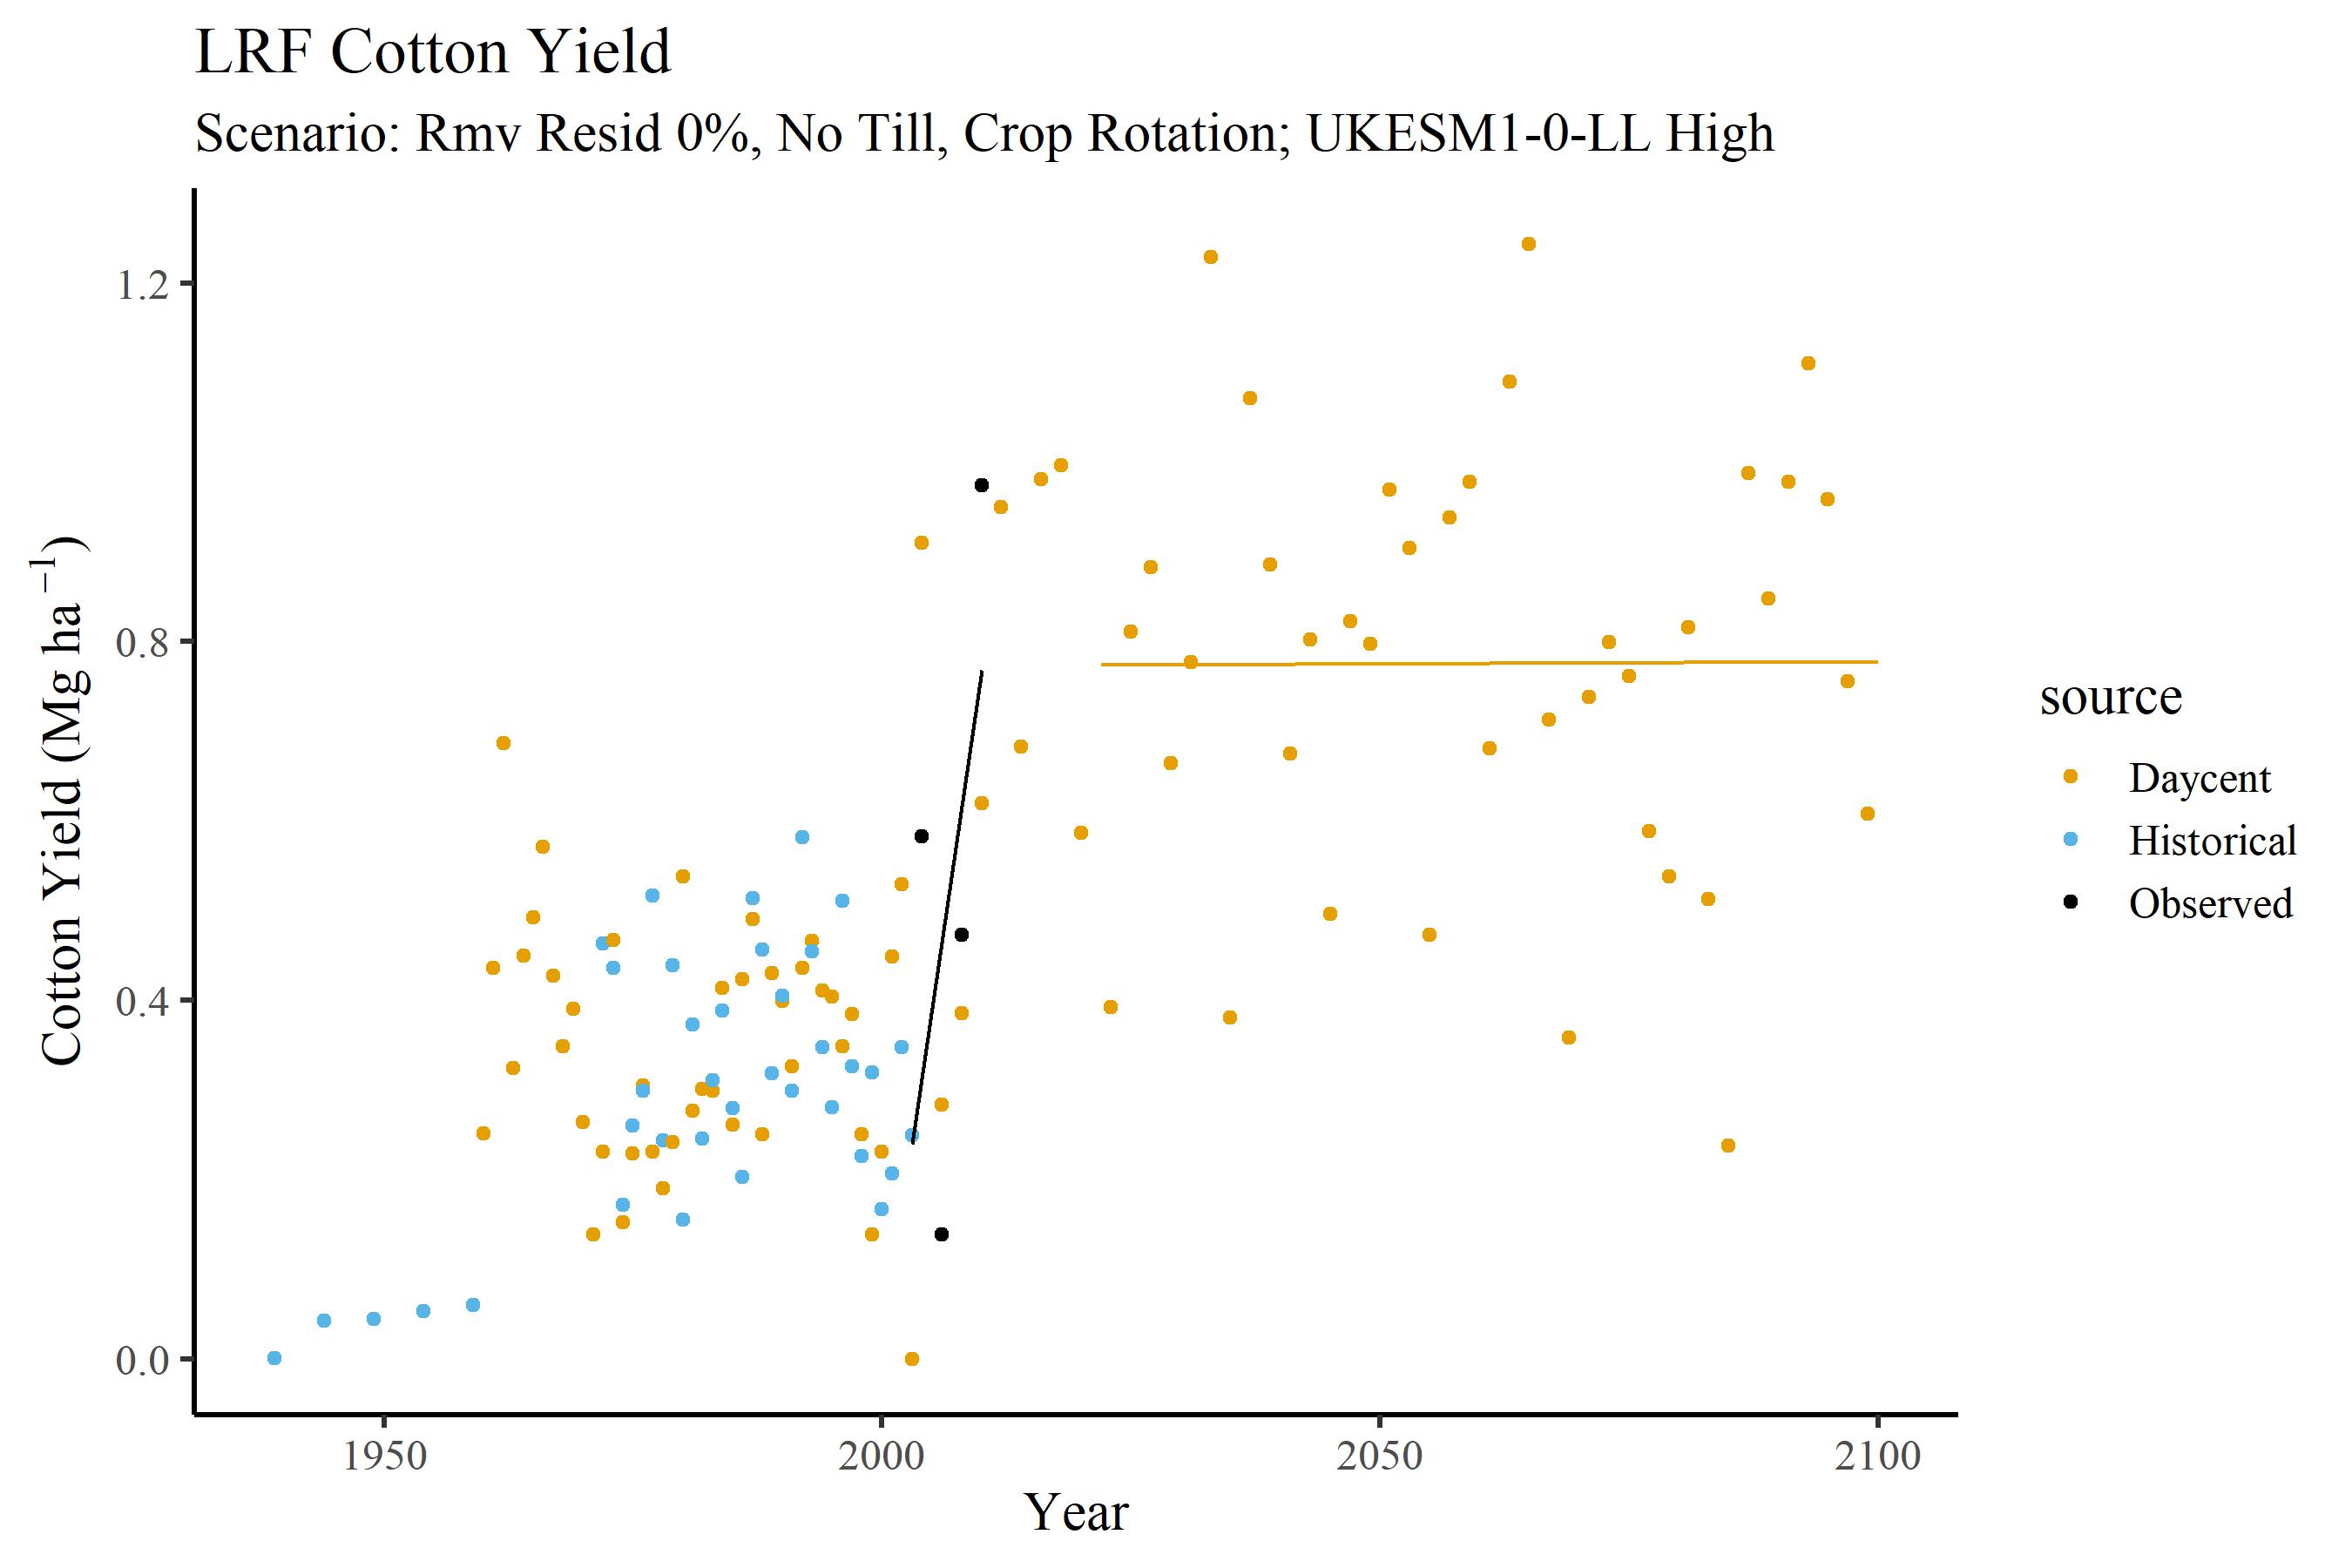 LRF Cotton Yield
Scenario: Rmv Resid 0%, No Till, Crop Rotation; UKESM1-0-LL High
Cotton Yield (Mg ha⁻¹)
1.2
0.8
0.4
0.0
1950 2000 2050 2100
Year
source
Daycent
Historical
Observed